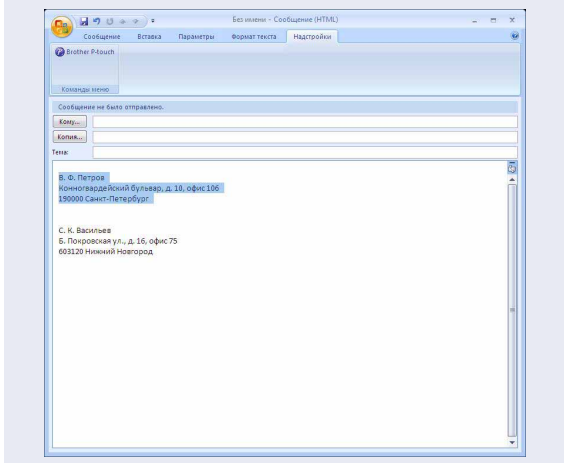 Без имени - Сообщение (HTML)
Сообщение Вставка Параметры Формат текста Надстройки
Brother P-touch
Команды меню
Сообщение не было отправлено.
Кому...
Копия...
Тема:
В. Ф. Петров
Конногвардейский бульвар, д. 10, офис 106
190000 Санкт-Петербург
С. К. Васильев
Б. Покровская ул., д. 16, офис 75
603120 Нижний Новгород